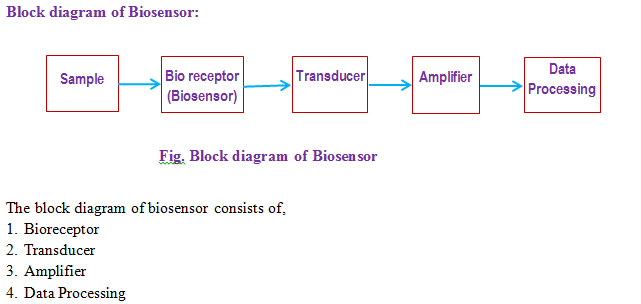 Block diagram of Biosensor:
Sample
Bio receptor
(Biosensor)
Transducer
Amplifier
Data
Processing
Fig. Block diagram of Biosensor
The block diagram of biosensor consists of,
1. Bioreceptor
2. Transducer
3. Amplifier
4. Data Processing